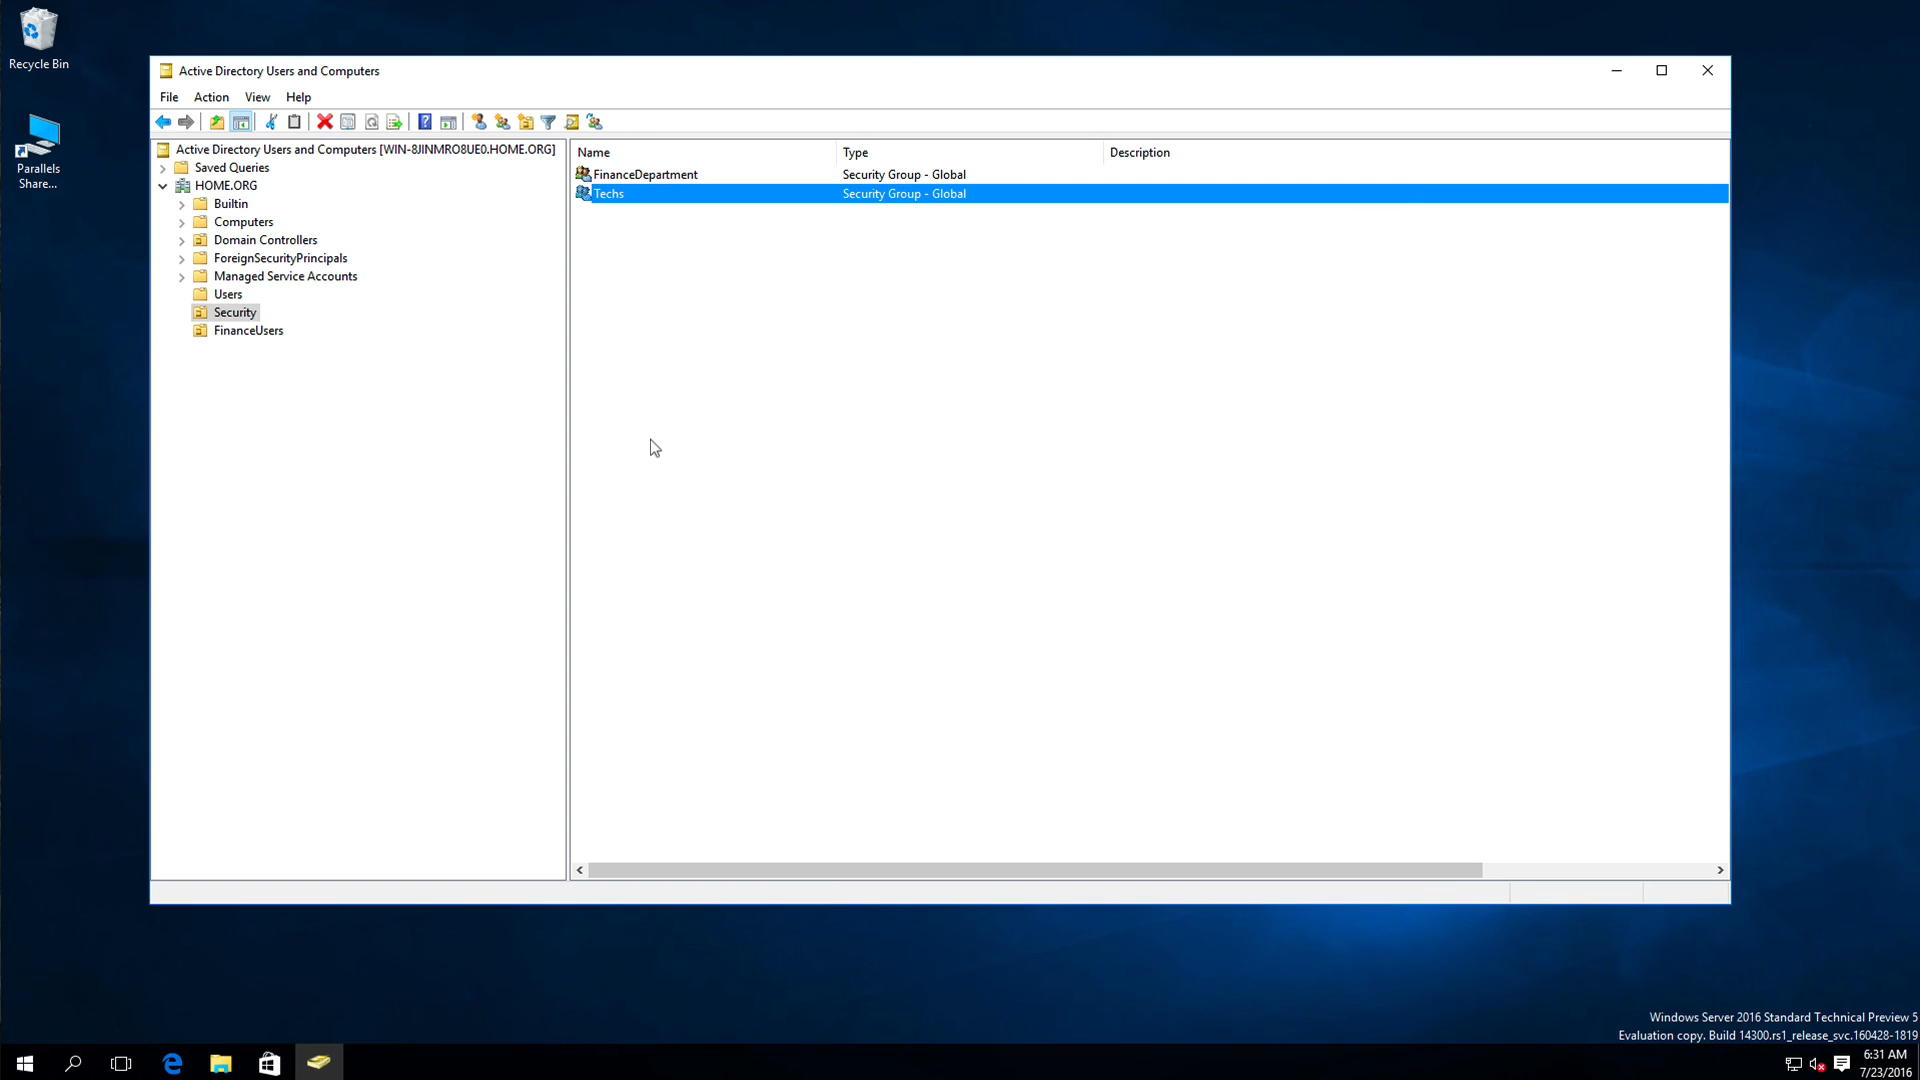 Recycle Bin
Parallels
Share...
Active Directory Users and Computers
File Action View Help
Active Directory Users and Computers [WIN-8JINMRO8UE0.HOME.ORG]
Saved Queries
HOME.ORG
Builtin
Computers
Domain Controllers
ForeignSecurityPrincipals
Managed Service Accounts
Users
Security
FinanceUsers
Name Type Description
FinanceDepartment Security Group - Global
Techs Security Group - Global
Windows Server 2016 Standard Technical Preview 5
Evaluation copy. Build 14300.rs1_release_svc.160428-1819
6:31 AM
7/23/2016